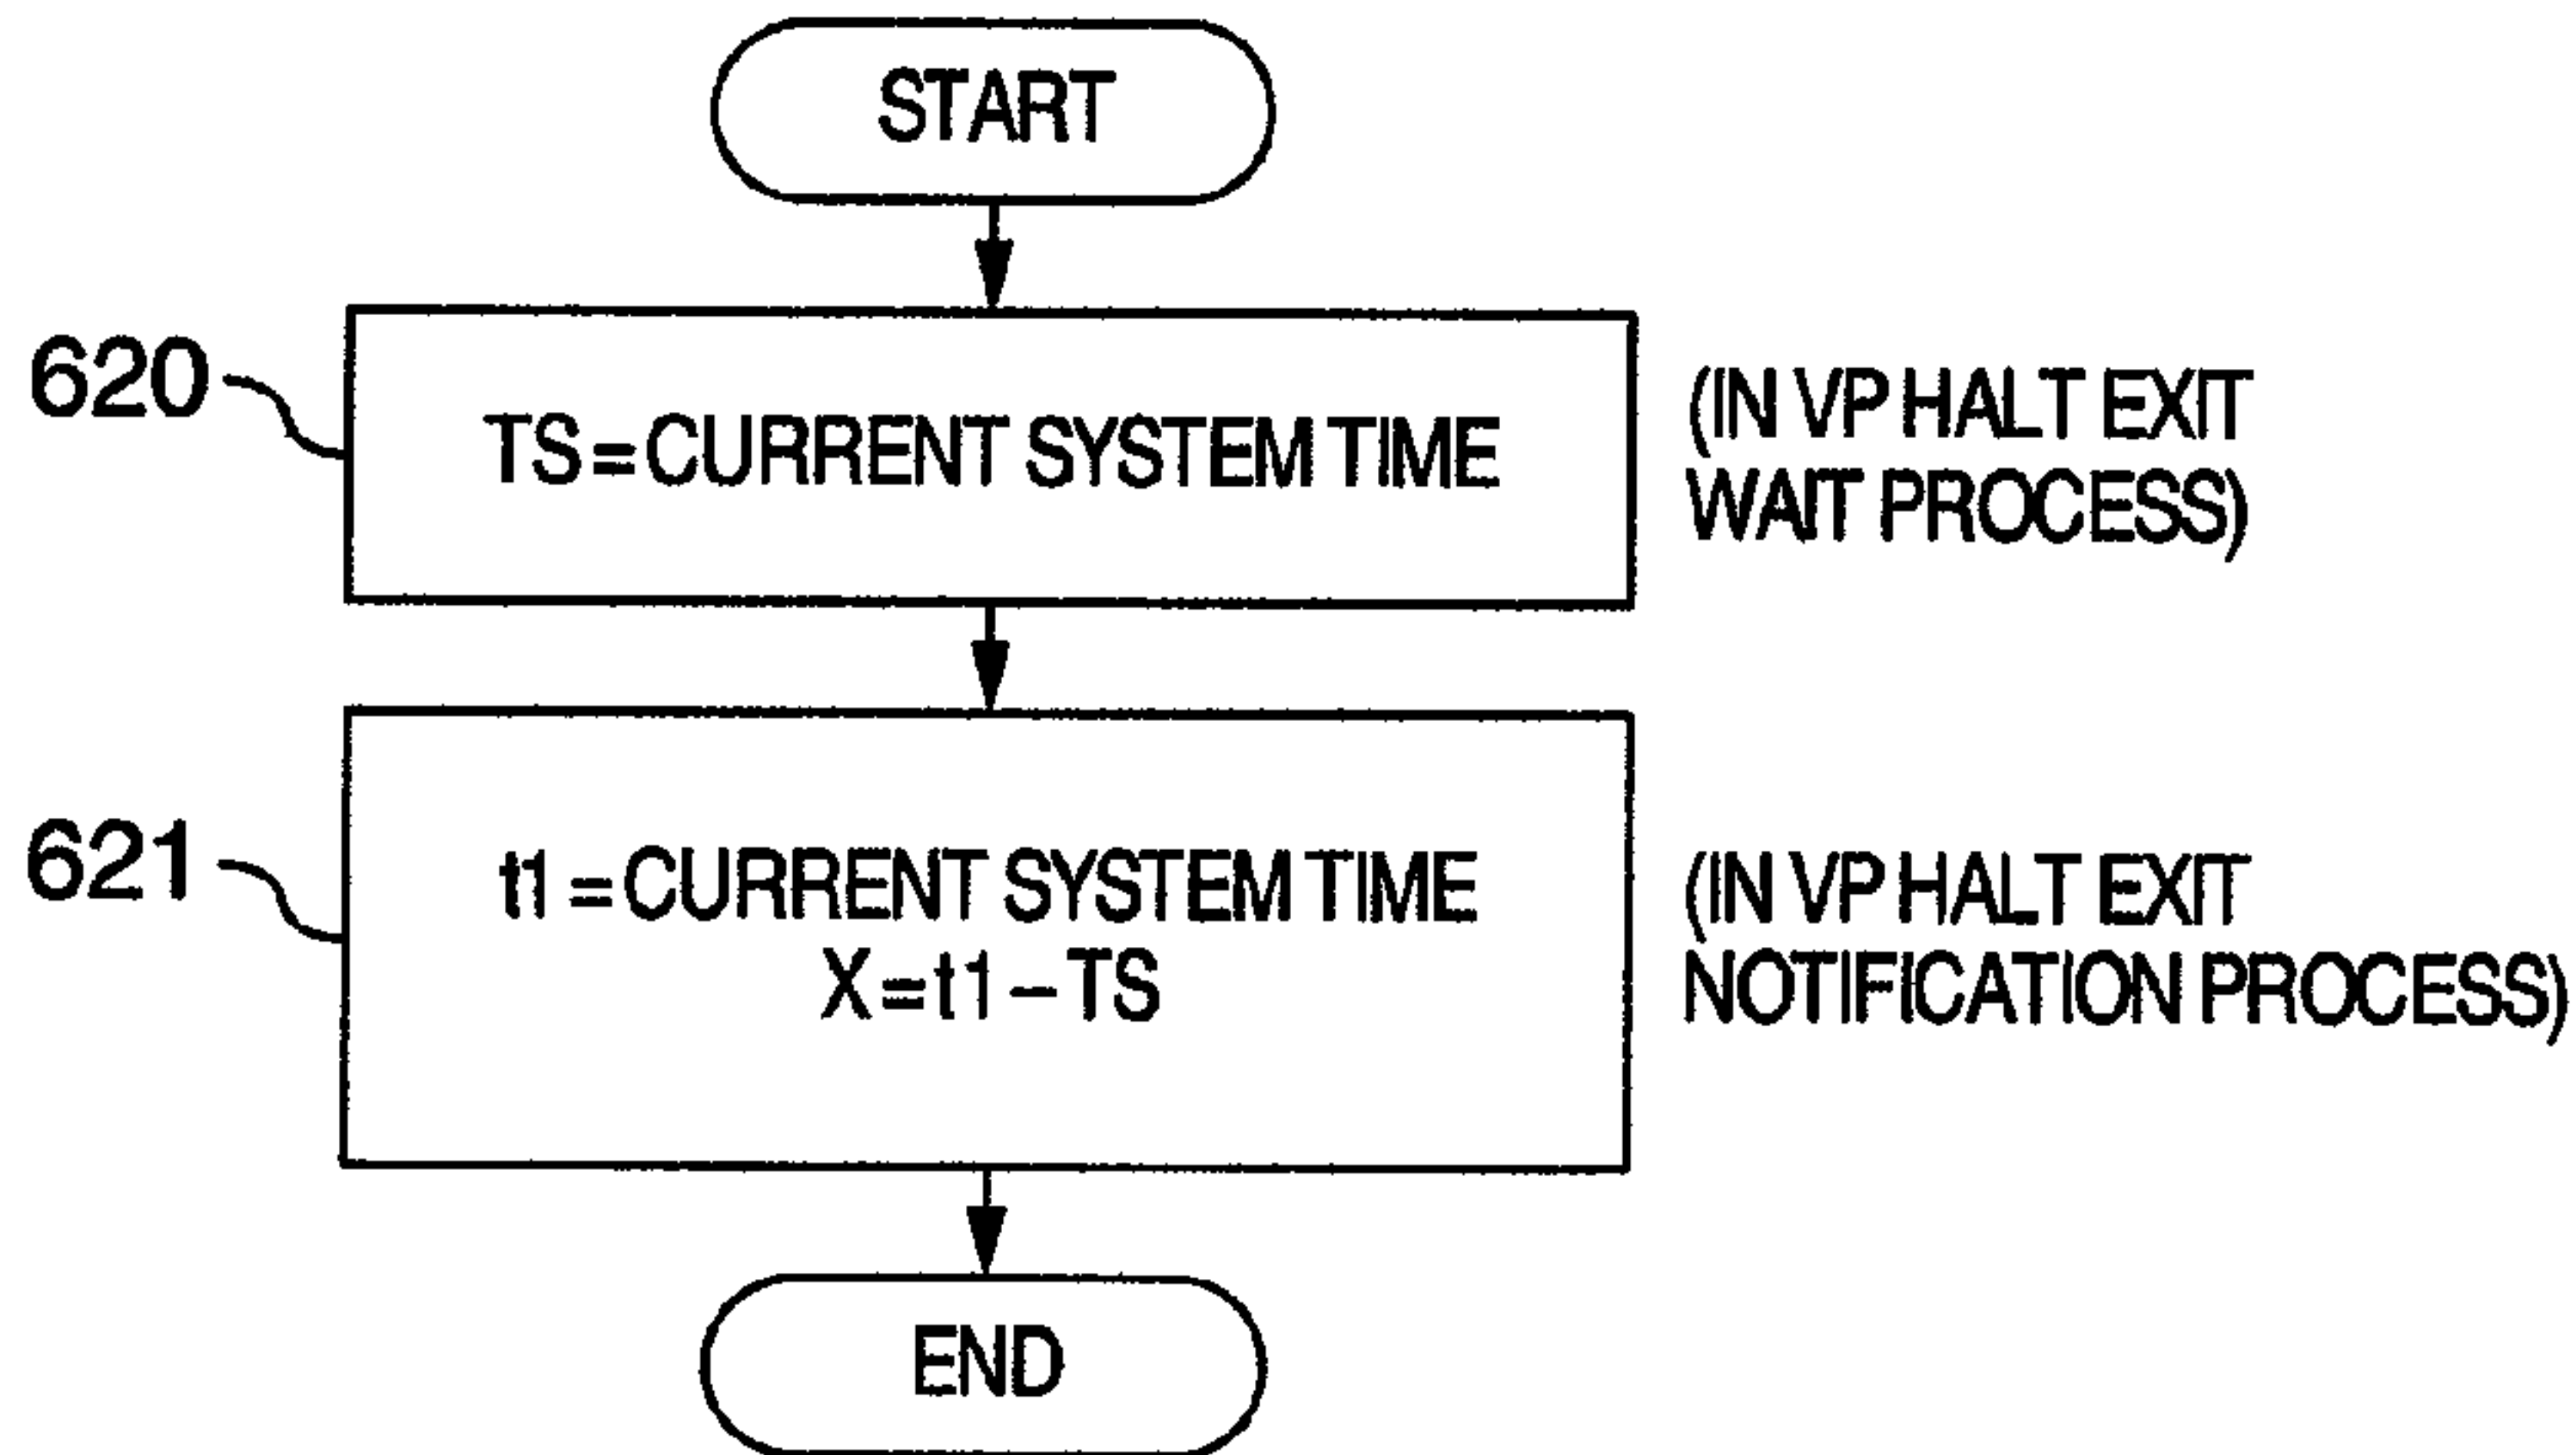 START
620
TS=CURRENT SYSTEM TIME
(IN VP HALT EXIT
WAIT PROCESS)
621
t1=CURRENT SYSTEM TIME
X=t1-TS
(IN VP HALT EXIT
NOTIFICATION PROCESS)
END